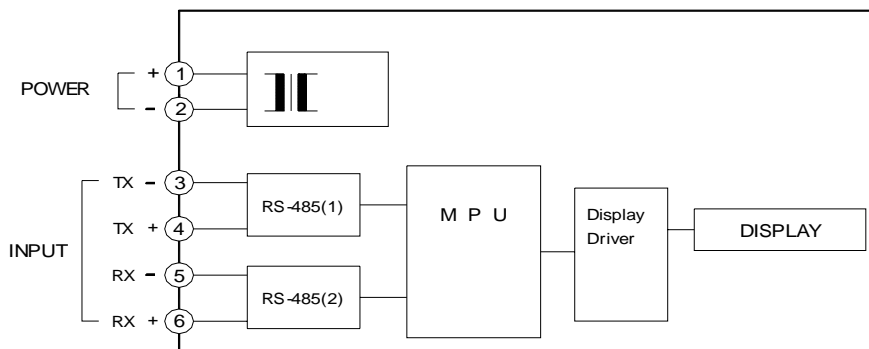 POWER
+ 1
- 2
INPUT
TX - 3
TX + 4
RX - 5
RX + 6
RS-485(1)
RS-485(2)
M P U
Display
Driver
DISPLAY